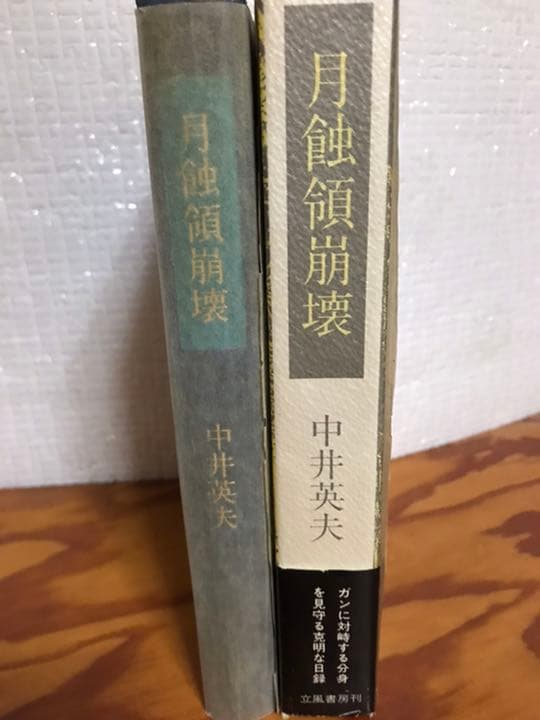 月蝕領崩壊
中井英夫
月蝕領崩壊
中井英夫
ガンに対峙する分身
を見守る克明な日録
立風書房刊